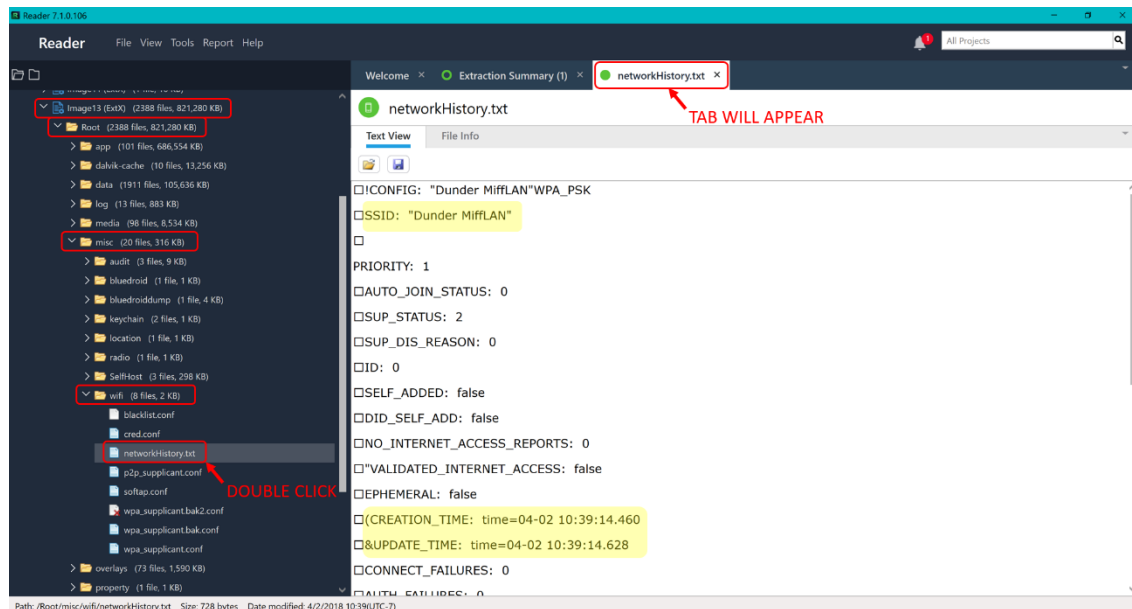 Reader 7.1.0.106
Reader File View Tools Report Help
1
All Projects
Welcome × Extraction Summary (1) × networkHistory.txt ×
Image13 (ExtX) (2388 files, 821,280 KB)
Root (2388 files, 821,280 KB)
app (101 files, 686,554 KB)
dalvik-cache (10 files, 13,256 KB)
data (1911 files, 105,636 KB)
log (13 files, 883 KB)
media (98 files, 8,534 KB)
misc (20 files, 316 KB)
audit (3 files, 9 KB)
bluedroid (1 file, 1 KB)
bluedroiddump (1 file, 4 KB)
keychain (2 files, 1 KB)
location (1 file, 1 KB)
radio (1 file, 1 KB)
SelfHost (3 files, 298 KB)
wifi (8 files, 2 KB)
blacklist.conf
cred.conf
networkHistory.txt
p2p_supplicant.conf
softap.conf
wpa_supplicant.bak2.conf
wpa_supplicant.bak.conf
wpa_supplicant.conf
overlays (73 files, 1,590 KB)
property (1 file, 1 KB)
DOUBLE CLICK
networkHistory.txt
TAB WILL APPEAR
Text View File Info
□!CONFIG: "Dunder MiffLAN"WPA_PSK
□SSID: "Dunder MiffLAN"
□
PRIORITY: 1
□AUTO_JOIN_STATUS: 0
□SUP_STATUS: 2
□SUP_DIS_REASON: 0
□ID: 0
□SELF_ADDED: false
□DID_SELF_ADD: false
□NO_INTERNET_ACCESS_REPORTS: 0
□"VALIDATED_INTERNET_ACCESS: false
□EPHEMERAL: false
□(CREATION_TIME: time=04-02 10:39:14.460
□&UPDATE_TIME: time=04-02 10:39:14.628
□CONNECT_FAILURES: 0
□AUTH_FAILURES: 0
Path: /Root/misc/wifi/networkHistory.txt Size: 728 bytes Date modified: 4/2/2018 10:39(UTC-7)